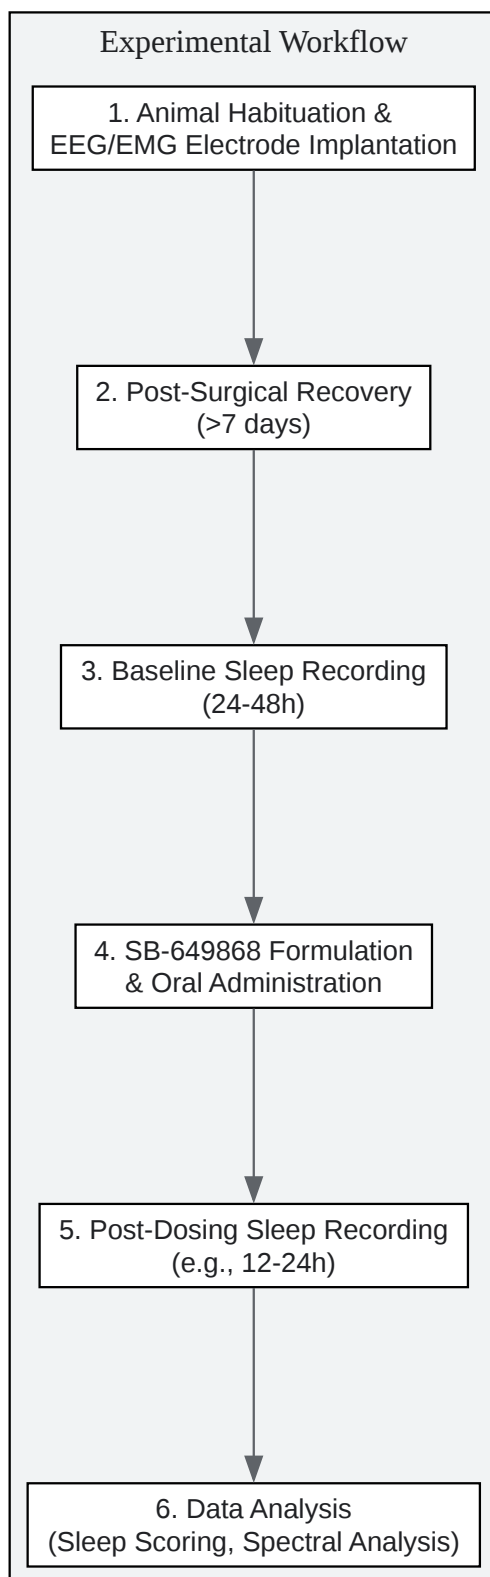 Experimental Workflow
1. Animal Habituation &
EEG/EMG Electrode Implantation
2. Post-Surgical Recovery
(>7 days)
3. Baseline Sleep Recording
(24-48h)
4. SB-649868 Formulation
& Oral Administration
5. Post-Dosing Sleep Recording
(e.g., 12-24h)
6. Data Analysis
(Sleep Scoring, Spectral Analysis)